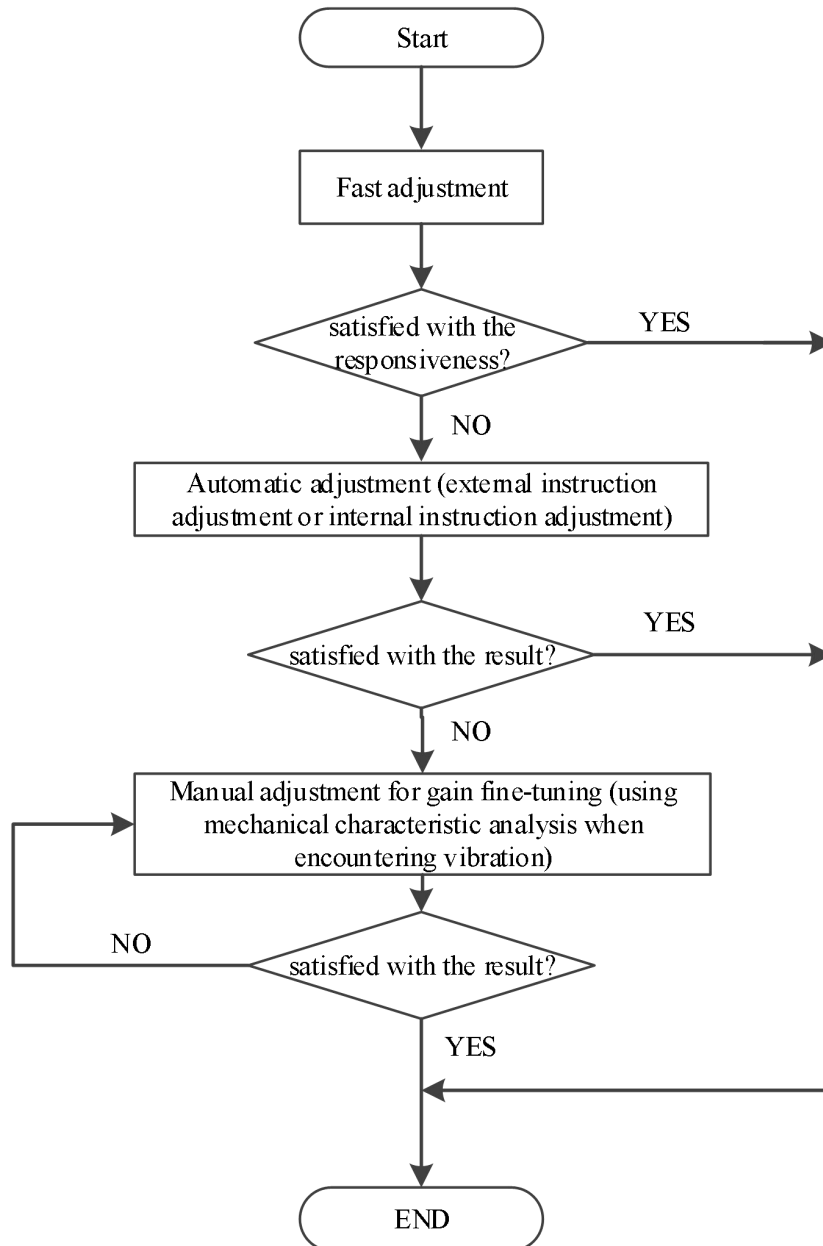 Start
Fast adjustment
satisfied with the
responsiveness?
YES
NO
Automatic adjustment (external instruction
adjustment or internal instruction adjustment)
satisfied with the result?
YES
NO
Manual adjustment for gain fine-tuning (using
mechanical characteristic analysis when
encountering vibration)
NO
satisfied with the result?
YES
END